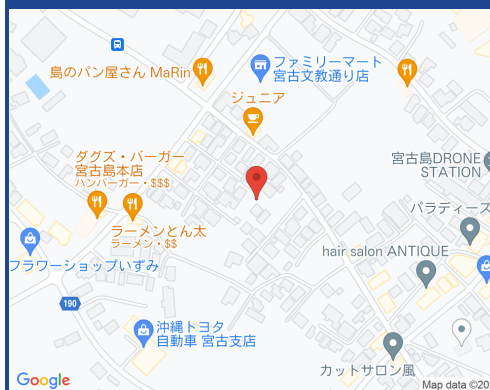 ファミリーマート
宮古文教通り店
島のパン屋さん MaRin
ジュニア
ダグズ・バーガー
宮古島本店
ハンバーガー・$$$
宮古島DRONE
STATION
パラディーズ
ラーメンとん太
ラーメン・$$
hair salon ANTIQUE
フラワーショップいずみ
190
沖縄トヨタ
自動車 宮古支店
カットサロン風
Google
Map data ©20